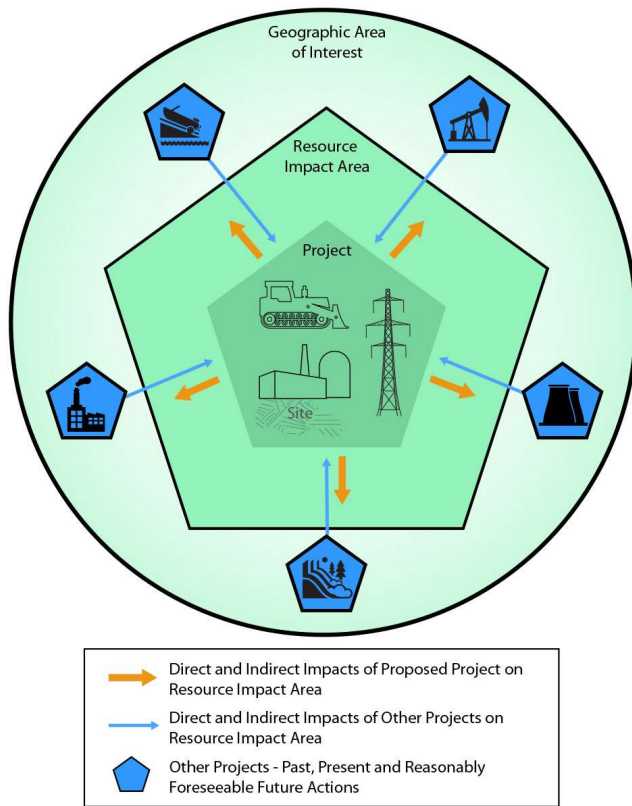 Geographic Area
of Interest
Resource
Impact Area
Project
Site
Direct and Indirect Impacts of Proposed Project on
Resource Impact Area
Direct and Indirect Impacts of Other Projects on
Resource Impact Area
Other Projects - Past, Present and Reasonably
Foreseeable Future Actions